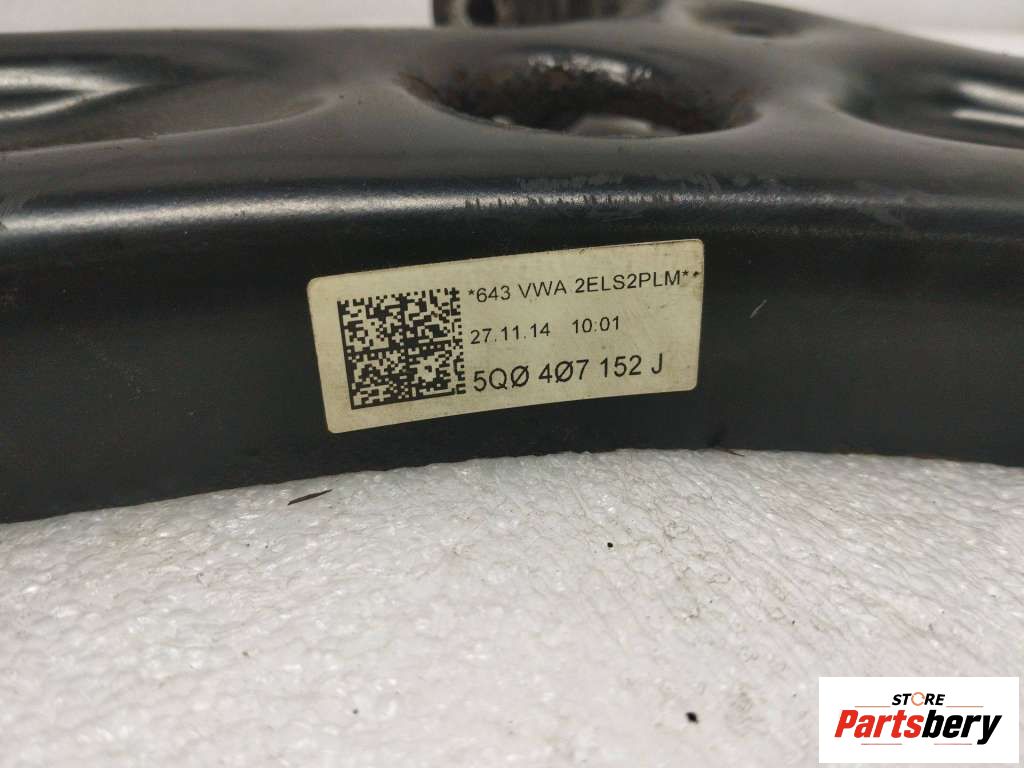 *643 VWA 2ELS2PLM*
27.11.14 10:01
5QØ 4Ø7 152 J
STORE
Partsbery